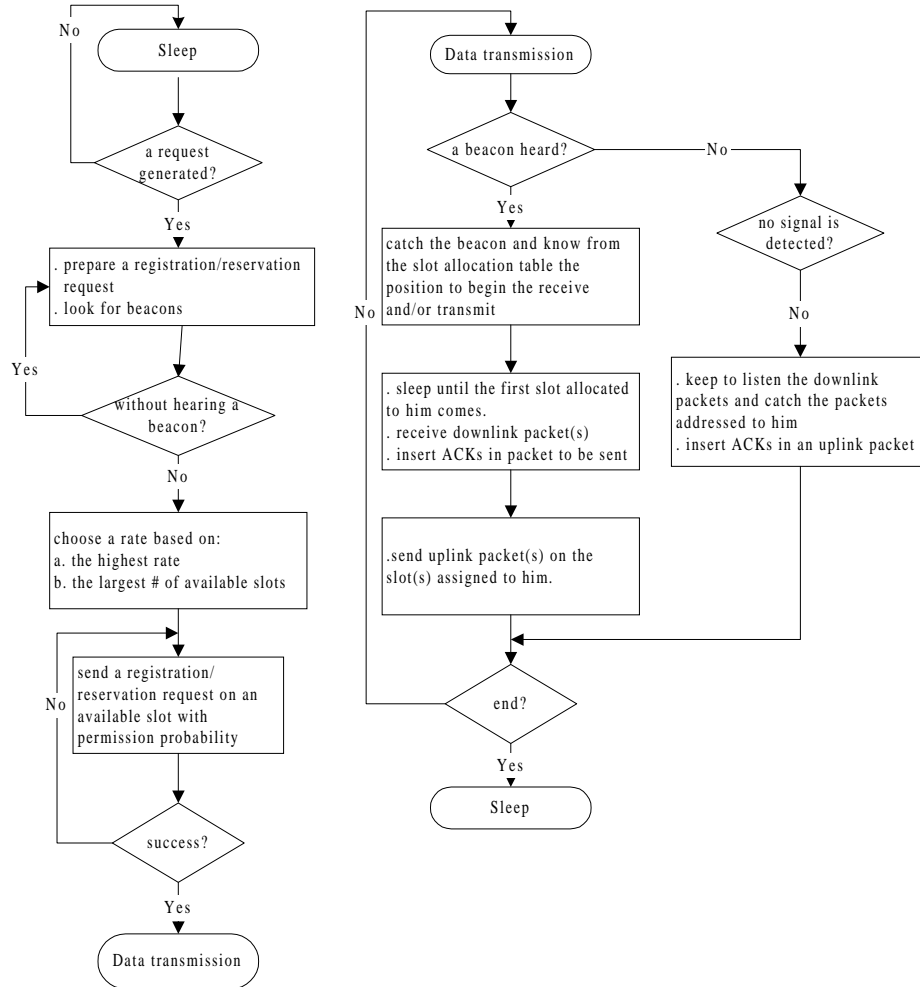 No
Sleep
a request
generated?
Yes
. prepare a registration/reservation
request
. look for beacons
Yes
without hearing a
beacon?
No
choose a rate based on:
a. the highest rate
b. the largest # of available slots
No
send a registration/
reservation request on an
available slot with
permission probability
success?
Yes
Data transmission
Data transmission
a beacon heard?
No
Yes
no signal is
detected?
catch the beacon and know from
the slot allocation table the
position to begin the receive
and/or transmit
No
No
. sleep until the first slot allocated
to him comes.
. receive downlink packet(s)
. insert ACKs in packet to be sent
. keep to listen the downlink
packets and catch the packets
addressed to him
. insert ACKs in an uplink packet
.send uplink packet(s) on the
slot(s) assigned to him.
end?
Yes
Sleep